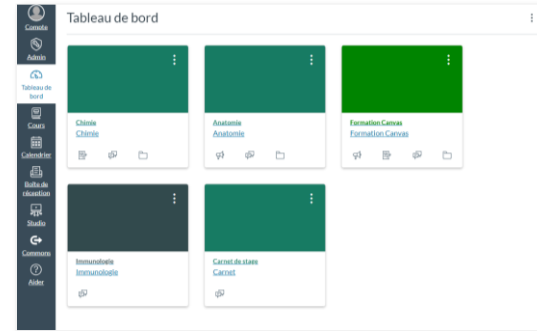 Compte
Admin
Tableau de
bord
Cours
Calendrier
Boîte de
réception
Studio
Commons
Aider
Tableau de bord
Chimie
Chimie
Anatomie
Anatomie
Formation Canvas
Formation Canvas
Immunologie
Immunologie
Carnet de stage
Carnet